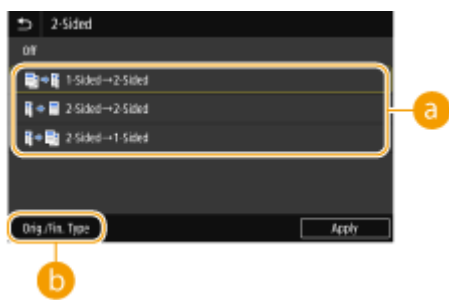 2-Sided
Off
1-Sided→2-Sided
2-Sided→2-Sided
2-Sided→1-Sided
a
Orig./Fin. Type
Apply
b